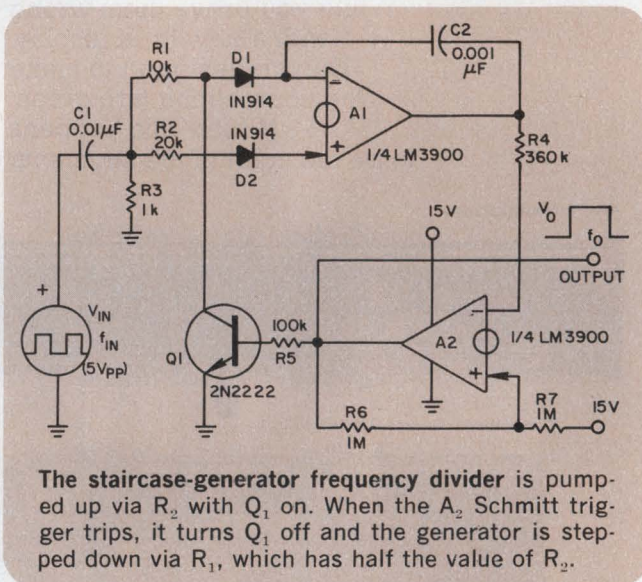 C2
0.001
µF
R1
10k
D1
1N914
A1
1/4 LM3900
C1
0.01µF
R2
20k
1N914
D2
R3
1k
R4
360k
15V
V₀
f₀
OUTPUT
+
V_IN
f_IN
(5Vpp)
Q1
2N2222
100k
R5
A2
1/4 LM3900
R6
1M
R7
1M
15V
The staircase-generator frequency divider is pump-
ed up via R₂ with Q₁ on. When the A₂ Schmitt trig-
ger trips, it turns Q₁ off and the generator is step-
ped down via R₁, which has half the value of R₂.